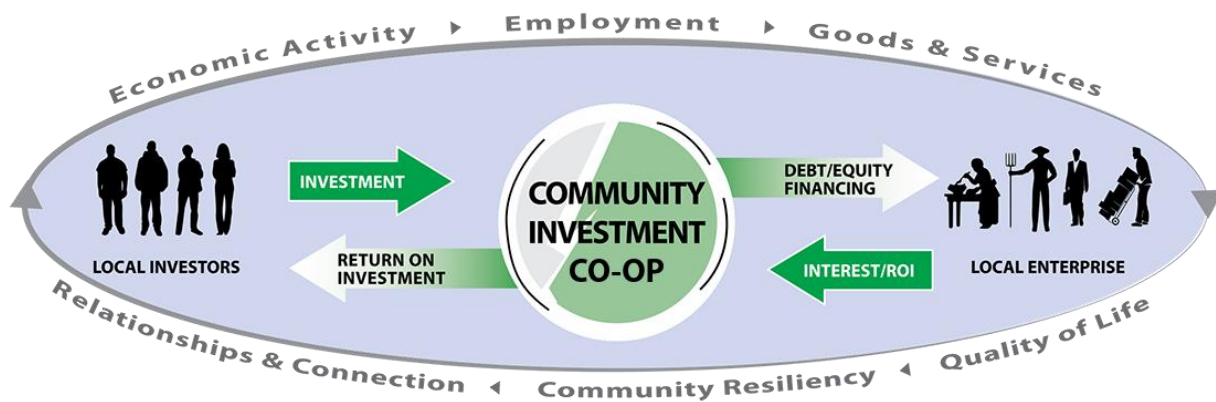 Economic Activity ▸ Employment ▸ Goods & Services
INVESTMENT
DEBT/EQUITY
FINANCING
COMMUNITY
INVESTMENT
CO-OP
LOCAL INVESTORS
RETURN ON
INVESTMENT
INTEREST/ROI
LOCAL ENTERPRISE
Relationships & Connection ◂ Community Resiliency ◂ Quality of Life